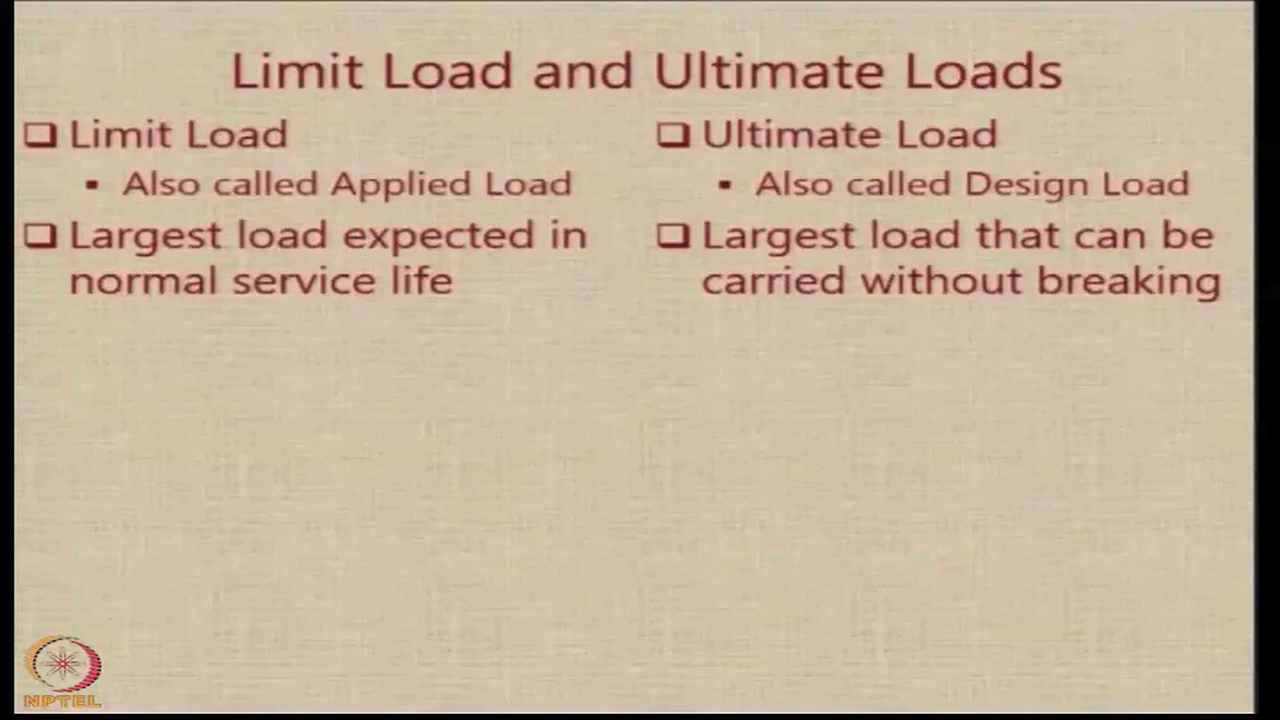 Limit Load and Ultimate Loads
Limit Load
Also called Applied Load
Largest load expected in
normal service life
Ultimate Load
Also called Design Load
Largest load that can be
carried without breaking
NPTEL